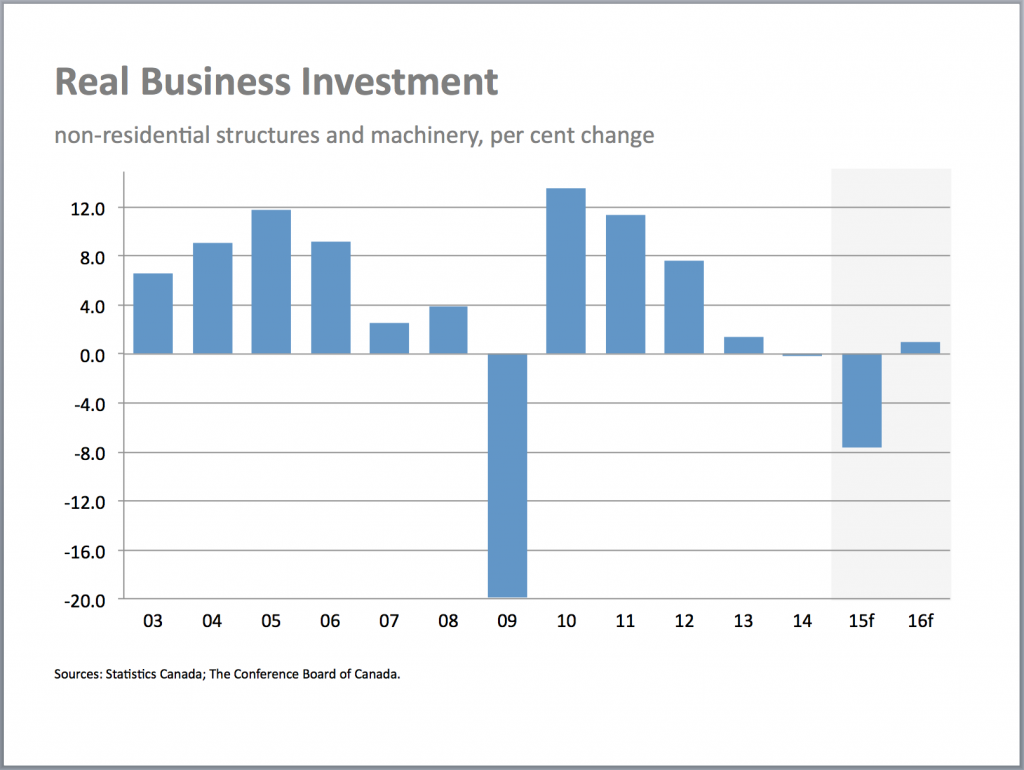 Real Business Investment
non-residential structures and machinery, per cent change
12.0
8.0
4.0
0.0
-4.0
-8.0
-12.0
-16.0
-20.0
03 04 05 06 07 08 09 10 11 12 13 14 15f 16f
Sources: Statistics Canada; The Conference Board of Canada.